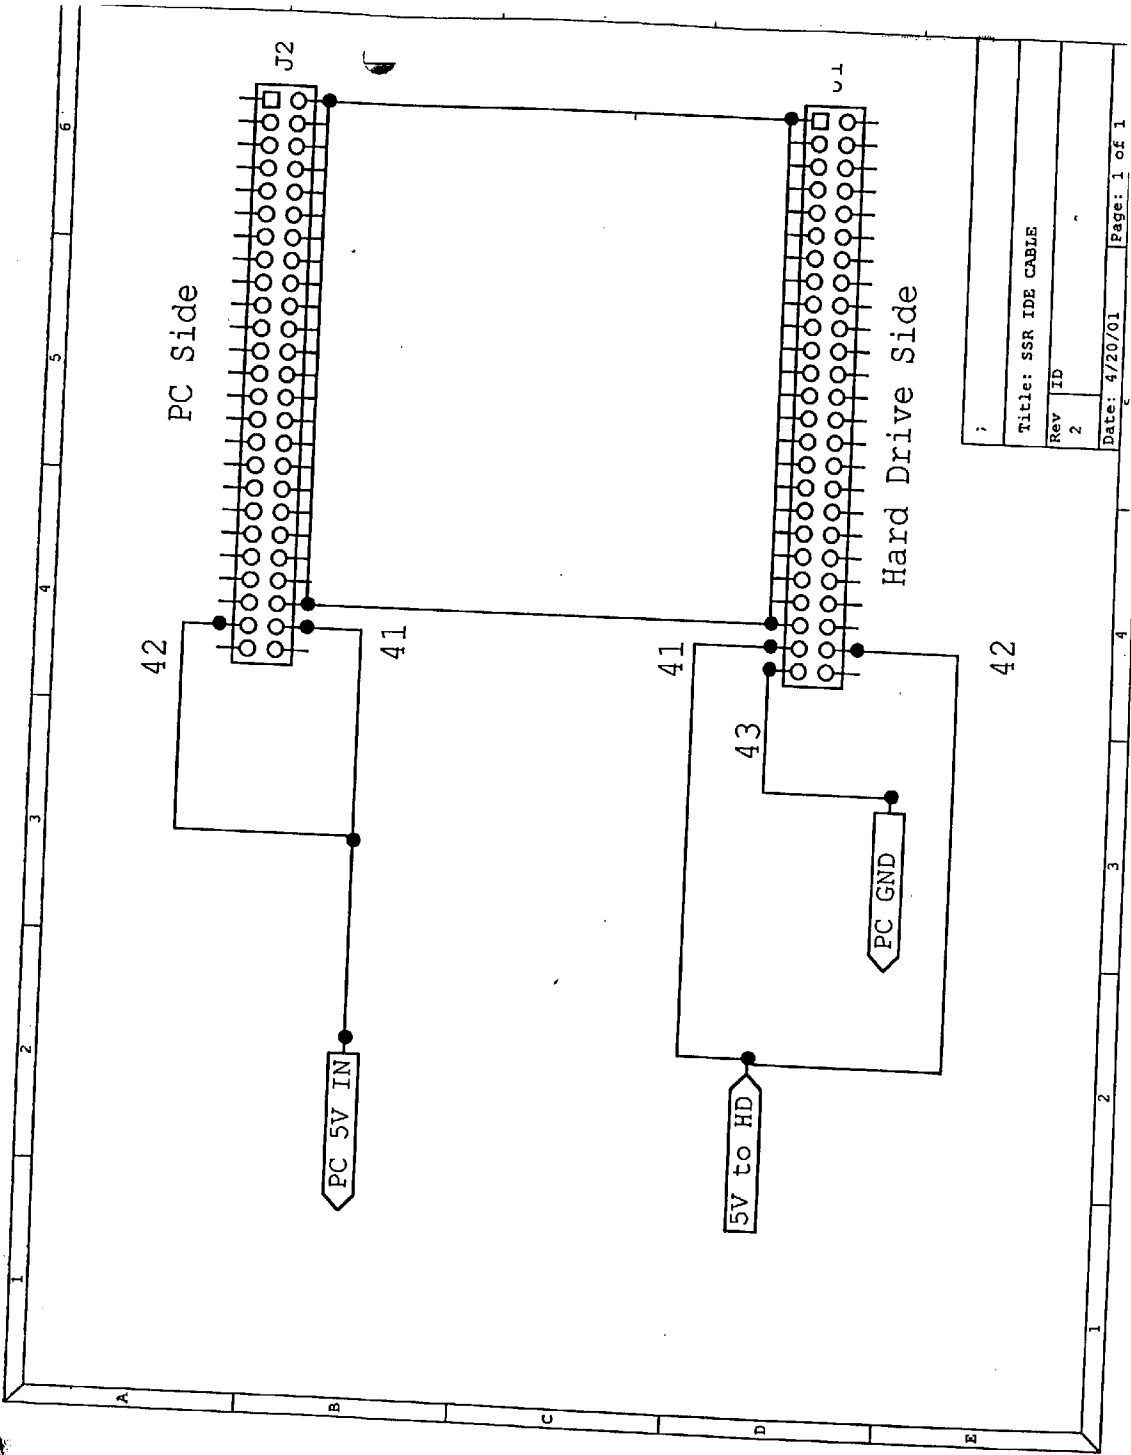 J2
PC Side
42
41
PC 5V IN
J1
Hard Drive Side
41
42
43
PC GND
5V to HD
;
Title: SSR IDE CABLE
Rev
ID
2
Date: 4/20/01
Page: 1 of 1
1
2
3
4
5
6
1
2
3
4
A
B
C
D
E